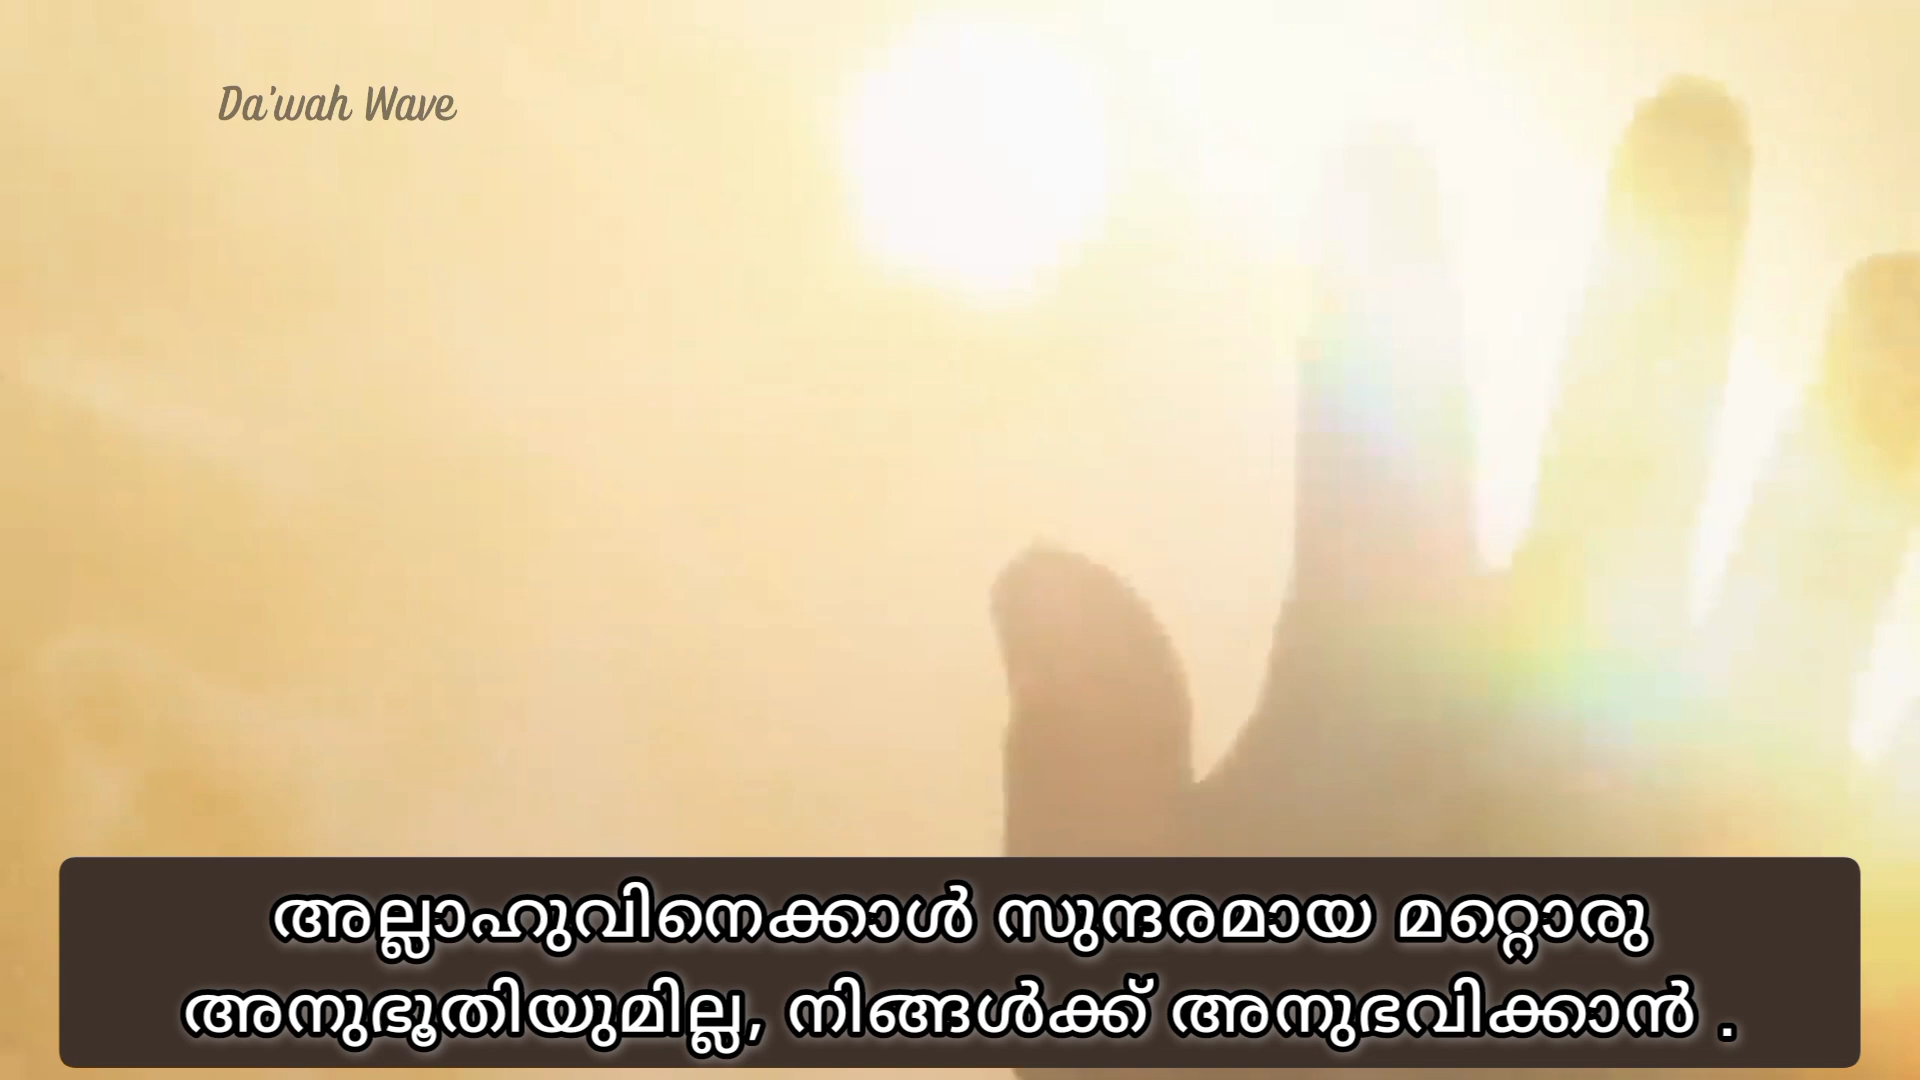 Da'wah Wave
അല്ലാഹുവിനെക്കാൾ സുന്ദരമായ മറ്റൊരു
അനുഭൂതിയുമില്ല, നിങ്ങൾക്ക് അനുഭവിക്കാൻ .